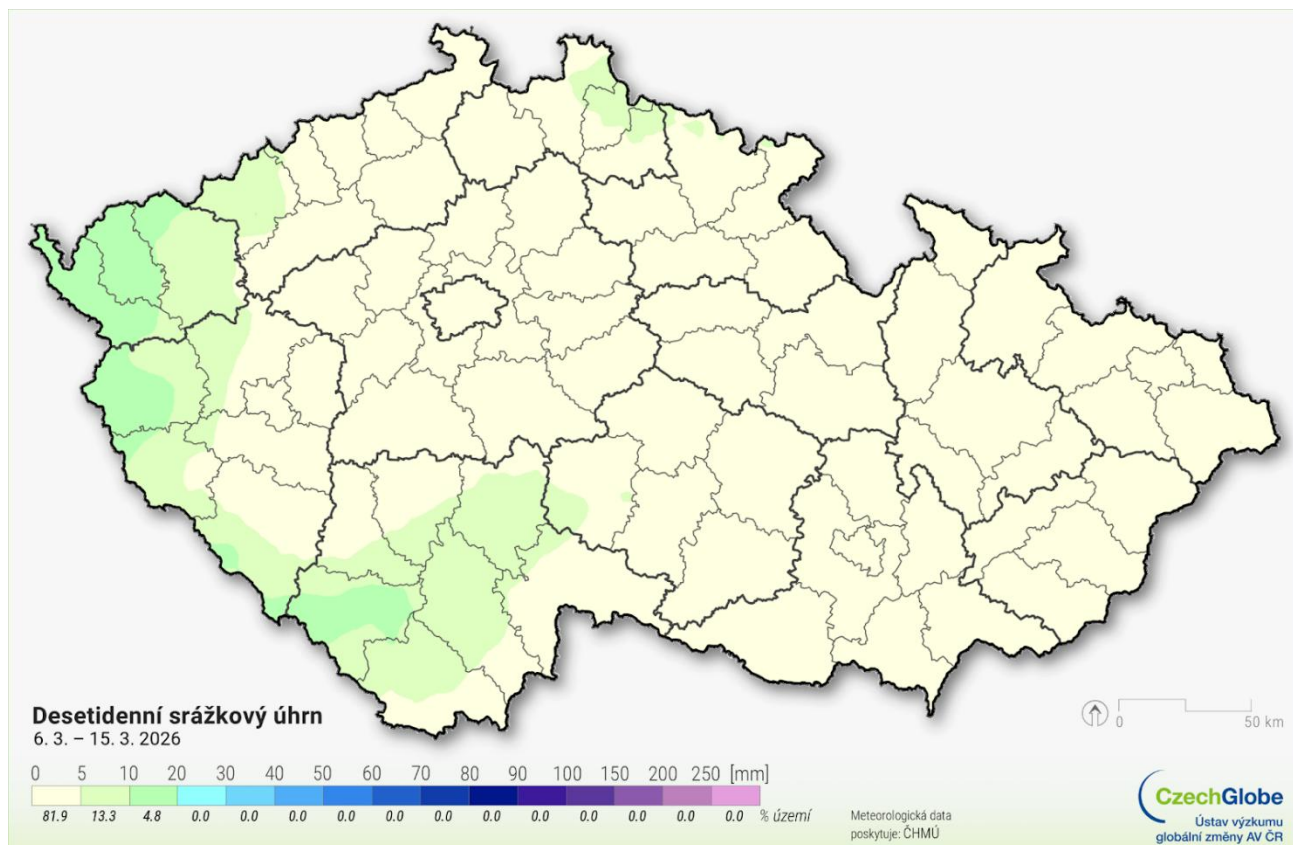 Desetidenní srážkový úhrn
6. 3. – 15. 3. 2026
0 5 10 20 30 40 50 60 70 80 90 100 150 200 250 [mm]
81.9 13.3 4.8 0.0 0.0 0.0 0.0 0.0 0.0 0.0 0.0 0.0 0.0 0.0 0.0 % území
0 50 km
Meteorologická data
poskytuje: ČHMÚ
CzechGlobe
Ústav výzkumu
globální změny AV ČR